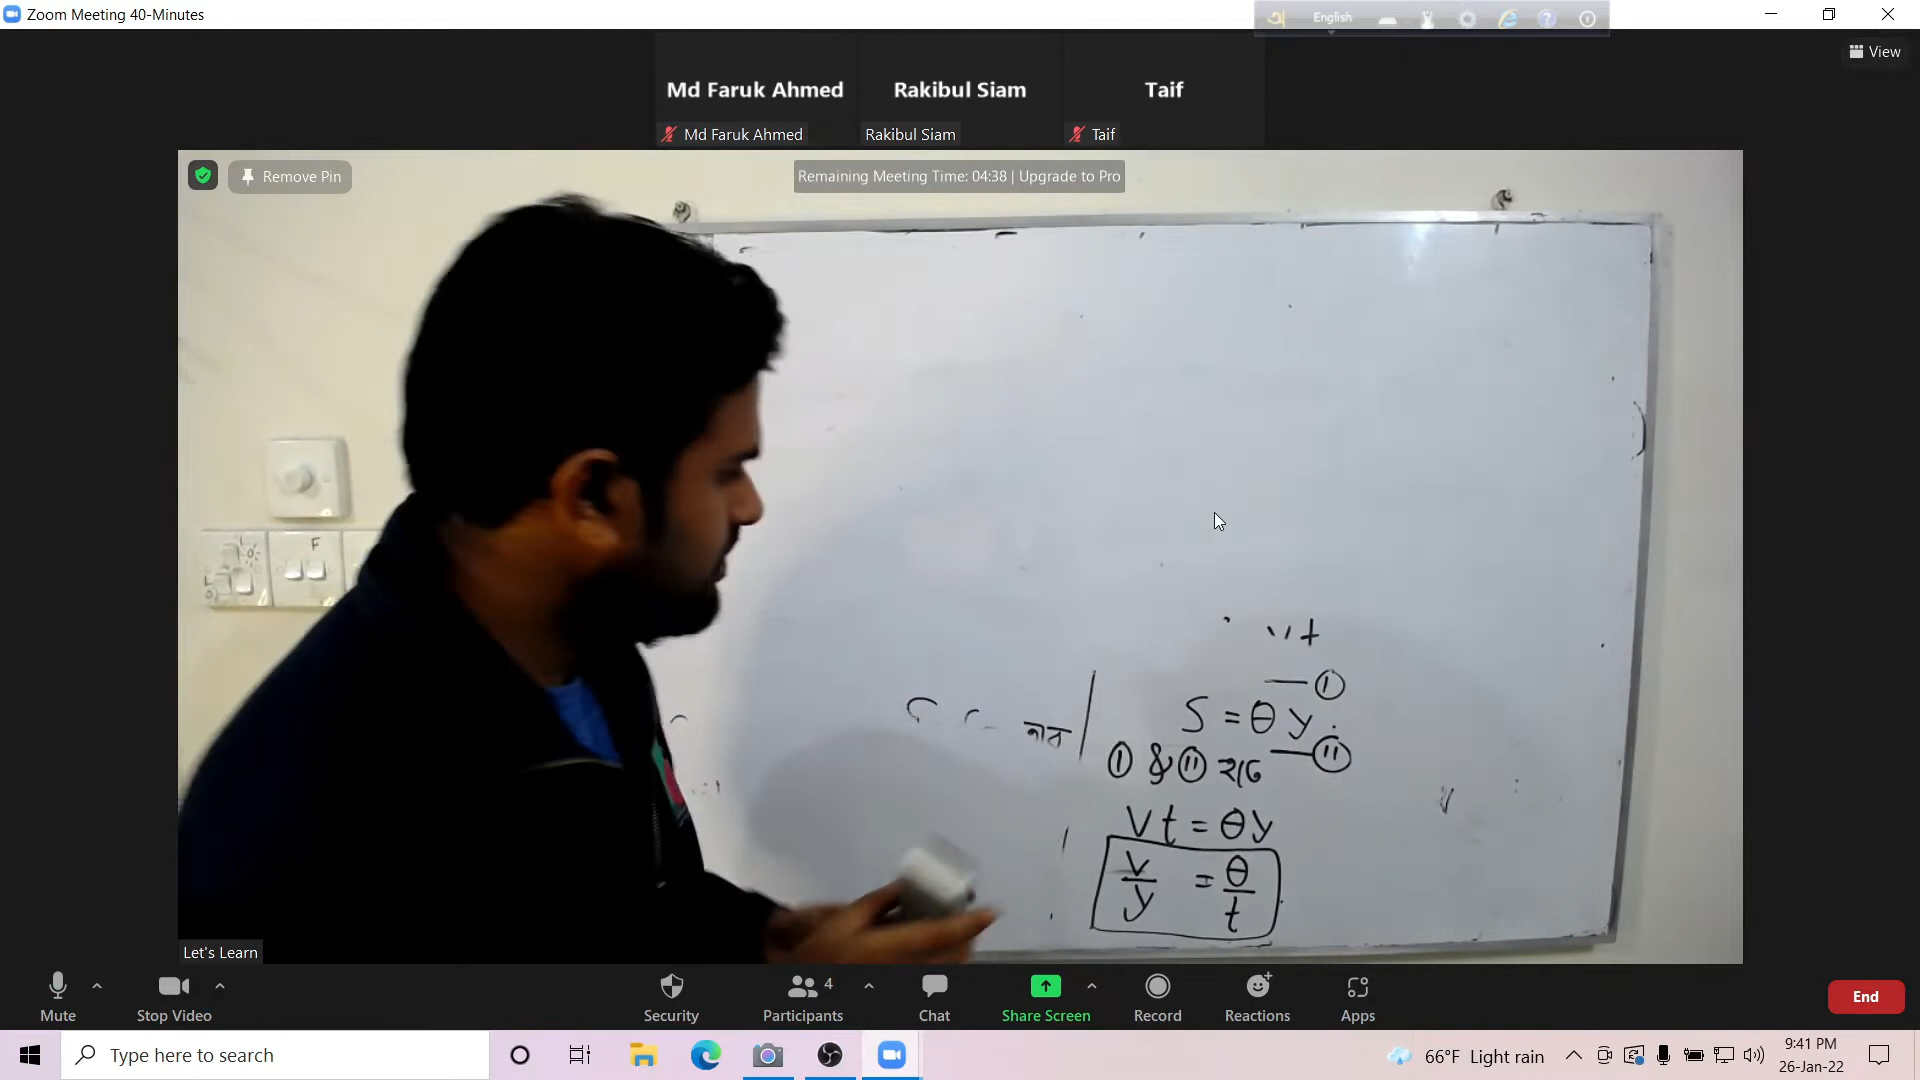 Zoom Meeting 40-Minutes
English
View
Md Faruk Ahmed
Rakibul Siam
Taif
Md Faruk Ahmed
Rakibul Siam
Taif
Remove Pin
Remaining Meeting Time: 04:38 | Upgrade to Pro
F
t
— ①
S = θ y
নাব
① & ⑪ হতে — ⑪
Vt = θy
V/y = θ/t
Let's Learn
Mute
Stop Video
Security
4
Participants
Chat
Share Screen
Record
Reactions
Apps
End
Type here to search
66°F Light rain
9:41 PM
26-Jan-22